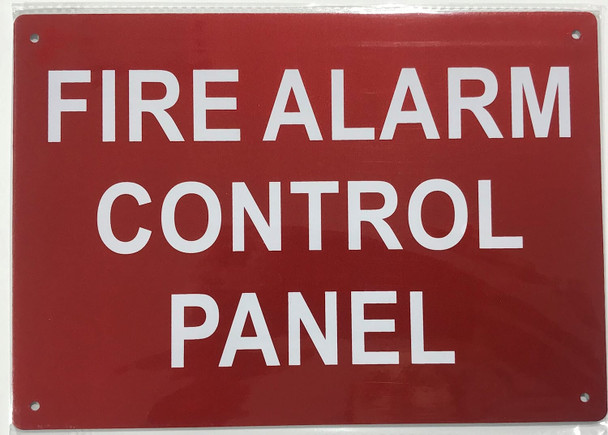 FIRE ALARM
CONTROL
PANEL